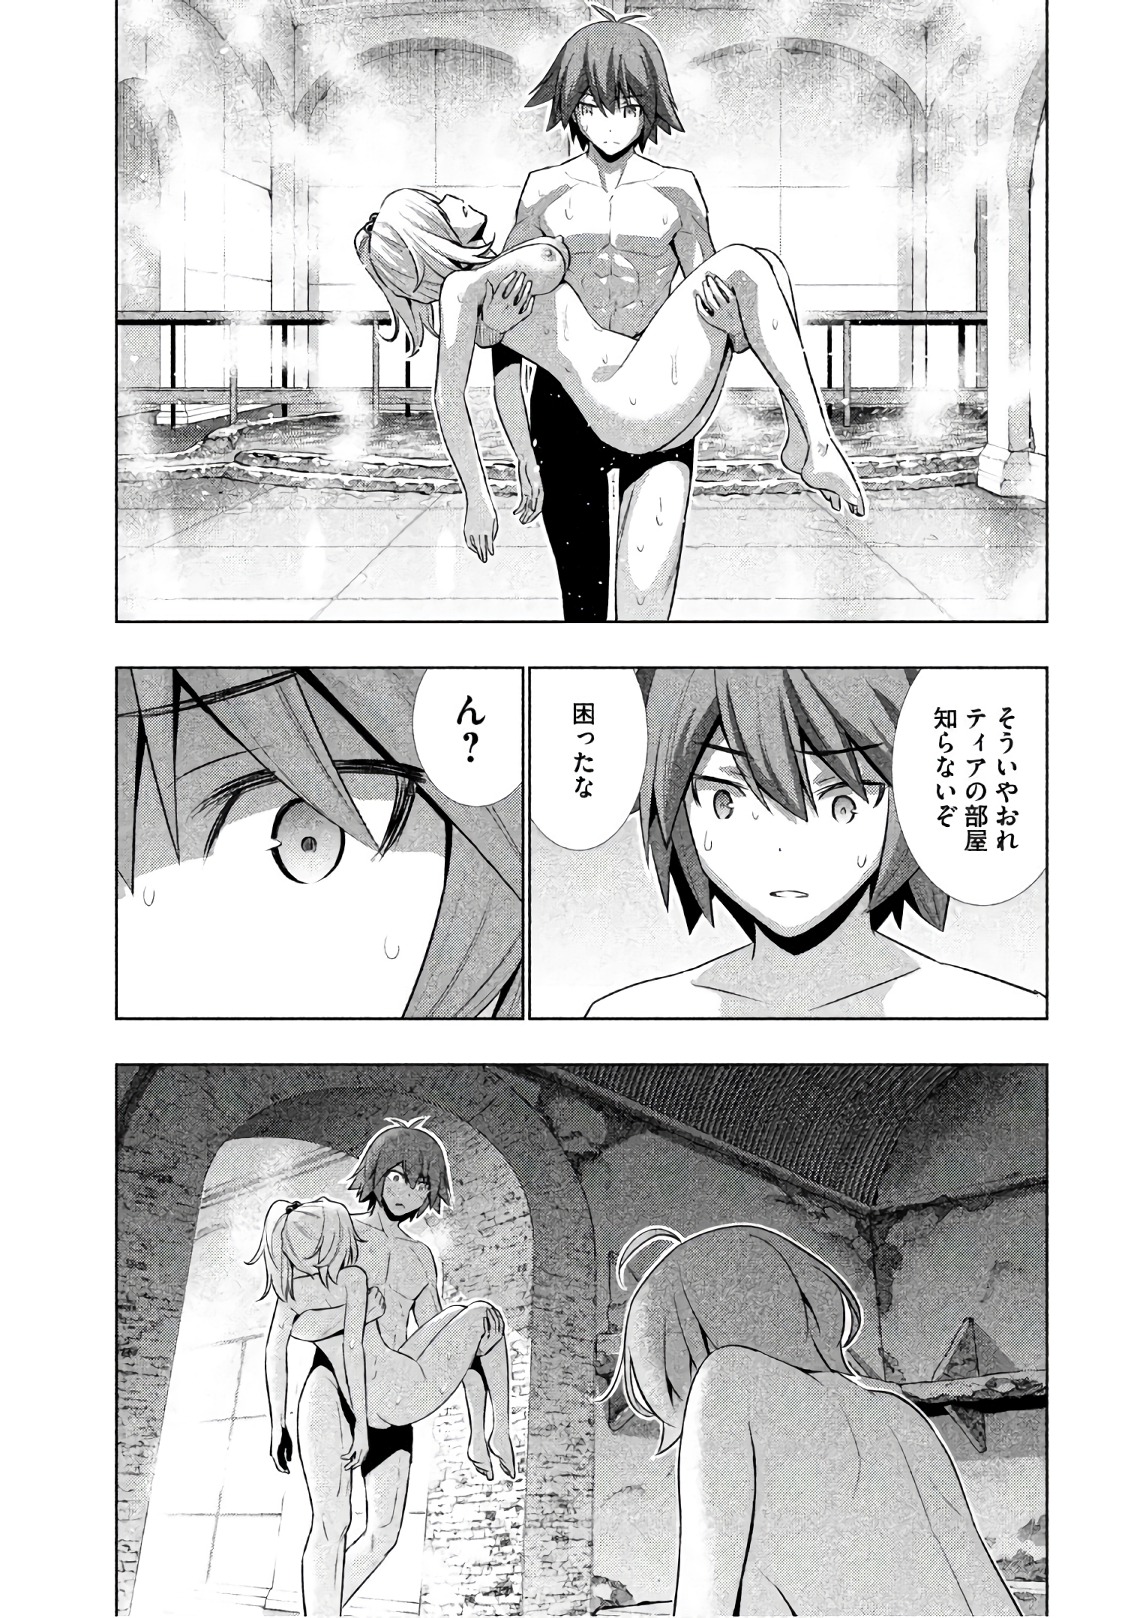 そういやおれ
ティアの部屋
知らないぞ
困ったな
ん?